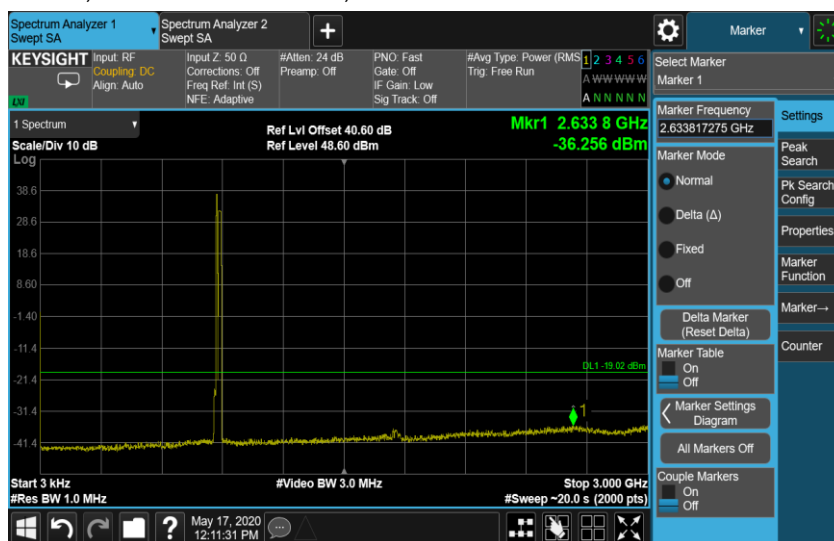 Spectrum Analyzer 1
Swept SA
Spectrum Analyzer 2
Swept SA
Marker
KEYSIGHT
LXI
Input: RF
Coupling: DC
Align: Auto
Input Z: 50 Ω
Corrections: Off
Freq Ref: Int (S)
NFE: Adaptive
#Atten: 24 dB
Preamp: Off
PNO: Fast
Gate: Off
IF Gain: Low
Sig Track: Off
#Avg Type: Power (RMS
Trig: Free Run
1 2 3 4 5 6
A W W W W W
A N N N N N
Select Marker
Marker 1
1 Spectrum
Scale/Div 10 dB
Log
Ref Lvl Offset 40.60 dB
Ref Level 48.60 dBm
Mkr1 2.633 8 GHz
-36.256 dBm
38.6
28.6
18.6
8.60
-1.40
-11.4
-21.4
-31.4
-41.4
DL1 -19.02 dBm
1
Start 3 kHz
#Res BW 1.0 MHz
#Video BW 3.0 MHz
Stop 3.000 GHz
#Sweep ~20.0 s (2000 pts)
Marker Frequency
2.633817275 GHz
Marker Mode
Normal
Delta (Δ)
Fixed
Off
Delta Marker
(Reset Delta)
Marker Table
On
Off
Marker Settings
Diagram
All Markers Off
Couple Markers
On
Off
Settings
Peak
Search
Pk Search
Config
Properties
Marker
Function
Marker→
Counter
May 17, 2020
12:11:31 PM